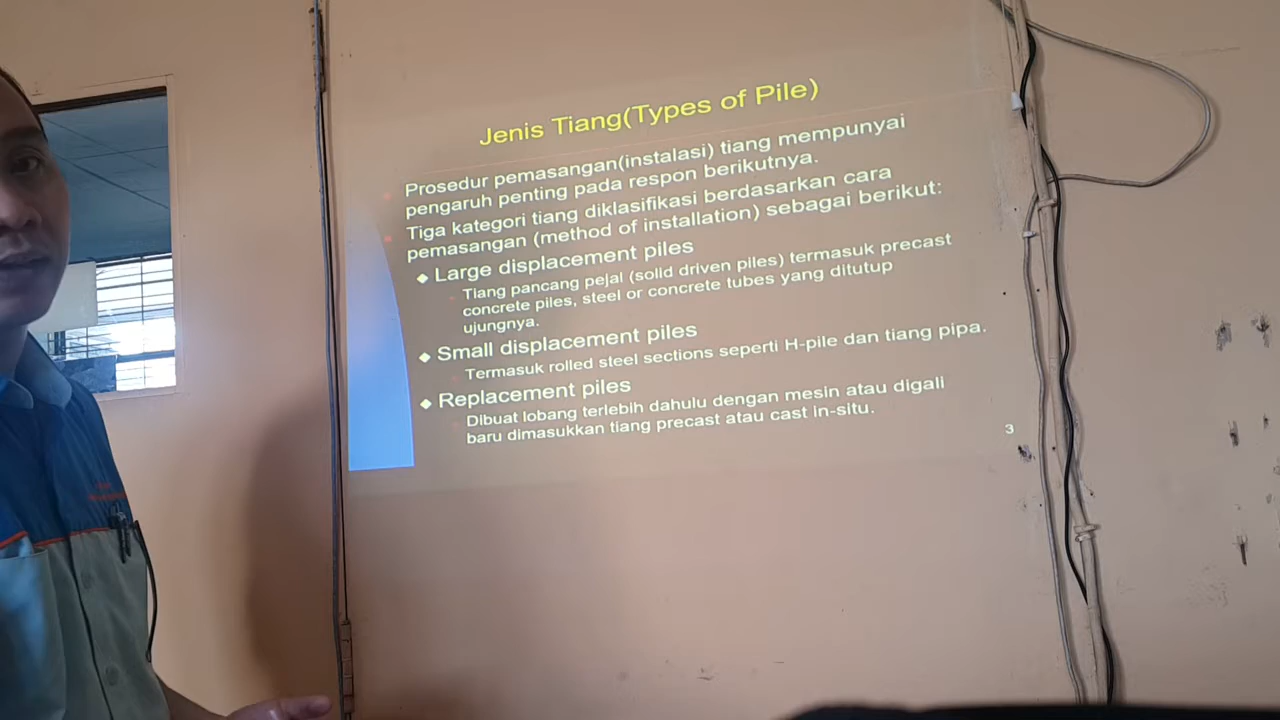 Jenis Tiang(Types of Pile)
Prosedur pemasangan(instalasi) tiang mempunyai
pengaruh penting pada respon berikutnya.
Tiga kategori tiang diklasifikasi berdasarkan cara
pemasangan (method of installation) sebagai berikut:
Large displacement piles
Tiang pancang pejal (solid driven piles) termasuk precast
concrete piles, steel or concrete tubes yang ditutup
ujungnya.
Small displacement piles
Termasuk rolled steel sections seperti H-pile dan tiang pipa.
Replacement piles
Dibuat lobang terlebih dahulu dengan mesin atau digali
baru dimasukkan tiang precast atau cast in-situ.
3